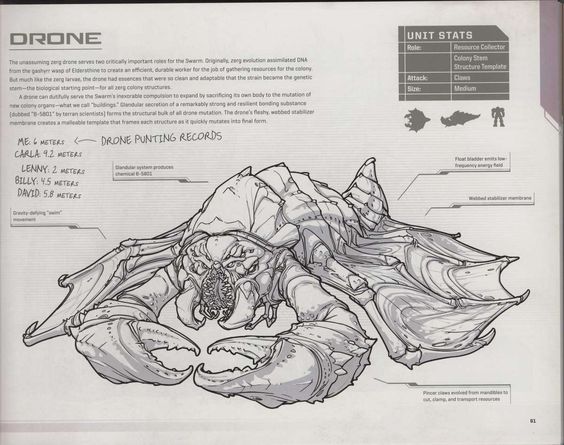 DRONE
The unassuming zerg drone serves two critically important roles for the Swarm. Originally, zerg evolution assimilated DNA
from the gashyrr wasp of Eldersthine to create an efficient, durable worker for the job of gathering resources for the colony.
But much like the zerg larvae, the drone had essences that were so clean and adaptable that the strain became the genetic
stem—the biological starting point—for all zerg colony structures.
A drone can dutifully serve the Swarm's inexorable compulsion to expand by sacrificing its own body to the mutation of
new colony organs—what we call "buildings." Glandular secretion of a remarkably strong and resilient bonding substance
(dubbed "B-5801" by terran scientists) forms the structural bulk of all drone mutation. The drone's fleshy, webbed stabilizer
membrane creates a malleable template that frames each structure as it quickly mutates into final form.
UNIT STATS
Role: Resource Collector
Colony Stem
Structure Template
Attack: Claws
Size: Medium
ME: 6 METERS ← DRONE PUNTING RECORDS
CARLA: 9.2 METERS
LENNY: 2 METERS
BILLY: 4.5 METERS
DAVID: 5.8 METERS
Glandular system produces
chemical B-5801
Float bladder emits low-
frequency energy field
Webbed stabilizer membrane
Gravity-defying "swim"
movement
Pincer claws evolved from mandibles to
cut, clamp, and transport resources
91